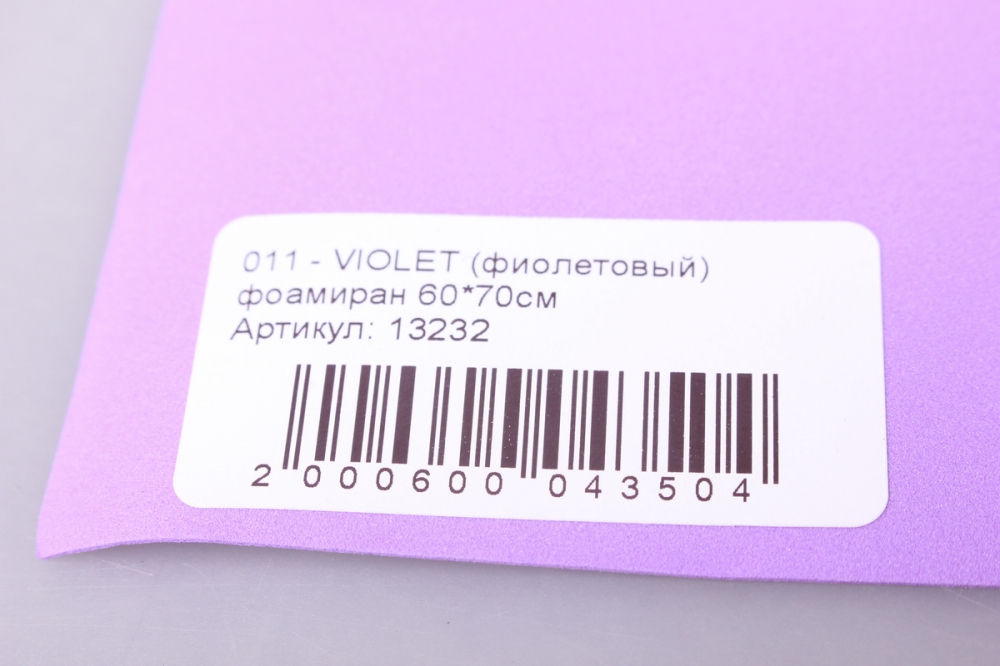 011 - VIOLET (фиолетовый)
фоамиран 60*70см
Артикул: 13232
2 000600 043504